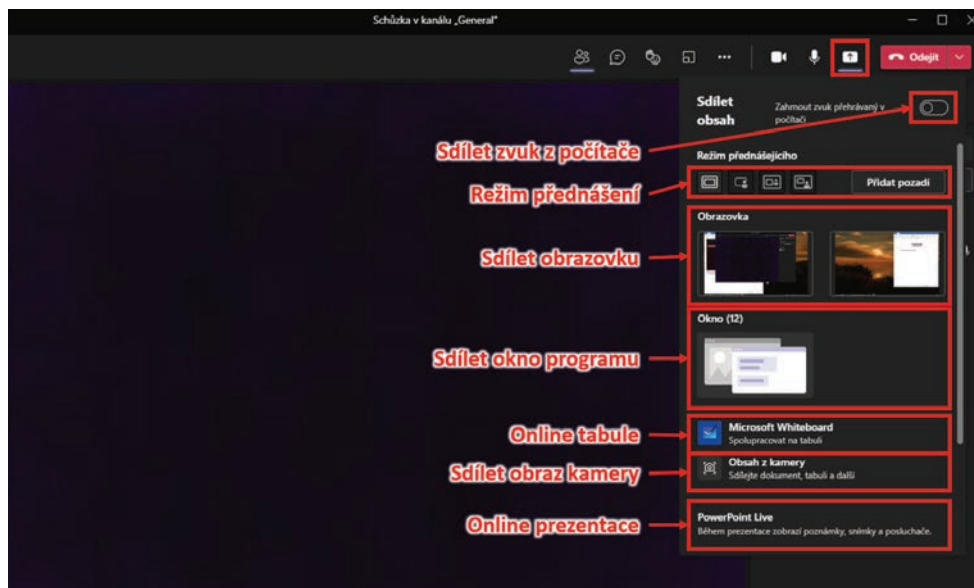 Schůzka v kanálu „General“
Odejít
Sdílet
obsah
Zahrnout zvuk přehrávaný v
počítači
Sdílet zvuk z počítače
Režim přednášejícího
Režim přednášení
Přidat pozadí
Obrazovka
Sdílet obrazovku
Okno (12)
Sdílet okno programu
Online tabule
Microsoft Whiteboard
Spolupracovat na tabuli
Sdílet obraz kamery
Obsah z kamery
Sdílejte dokument, tabuli a další
Online prezentace
PowerPoint Live
Během prezentace zobrazí poznámky, snímky a posluchače.